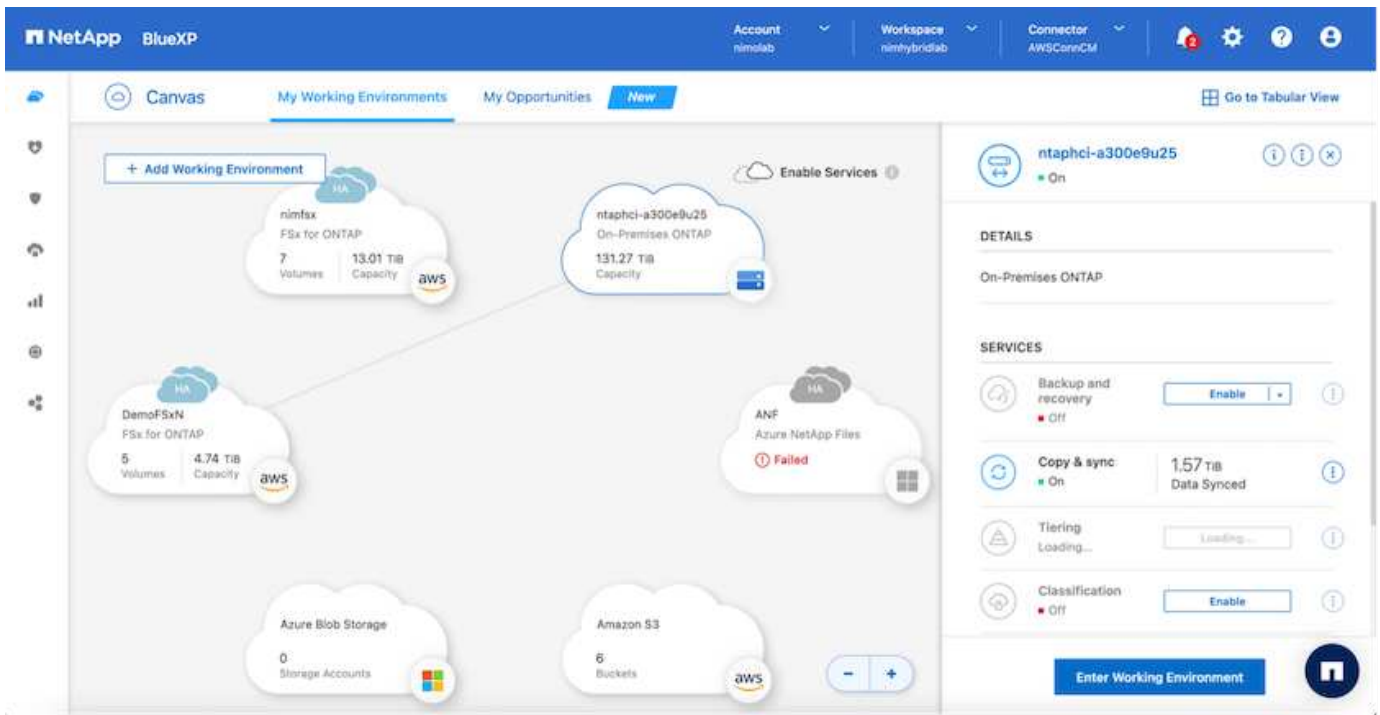 NetApp BlueXP
Account
nimolab
Workspace
nimhybridlab
Connector
AWSConnCM
2
Canvas
My Working Environments
My Opportunities
New
Go to Tabular View
+ Add Working Environment
Enable Services
HA
nimfsx
FSx for ONTAP
7
Volumes
13.01 TiB
Capacity
aws
ntaphci-a300e9u25
On-Premises ONTAP
131.27 TiB
Capacity
HA
DemoFSxN
FSx for ONTAP
5
Volumes
4.74 TiB
Capacity
aws
HA
ANF
Azure NetApp Files
Failed
Azure Blob Storage
0
Storage Accounts
Amazon S3
6
Buckets
aws
- +
ntaphci-a300e9u25
On
DETAILS
On-Premises ONTAP
SERVICES
Backup and
recovery
Off
Enable
Copy & sync
On
1.57 TiB
Data Synced
Tiering
Loading...
Loading...
Classification
Off
Enable
Enter Working Environment